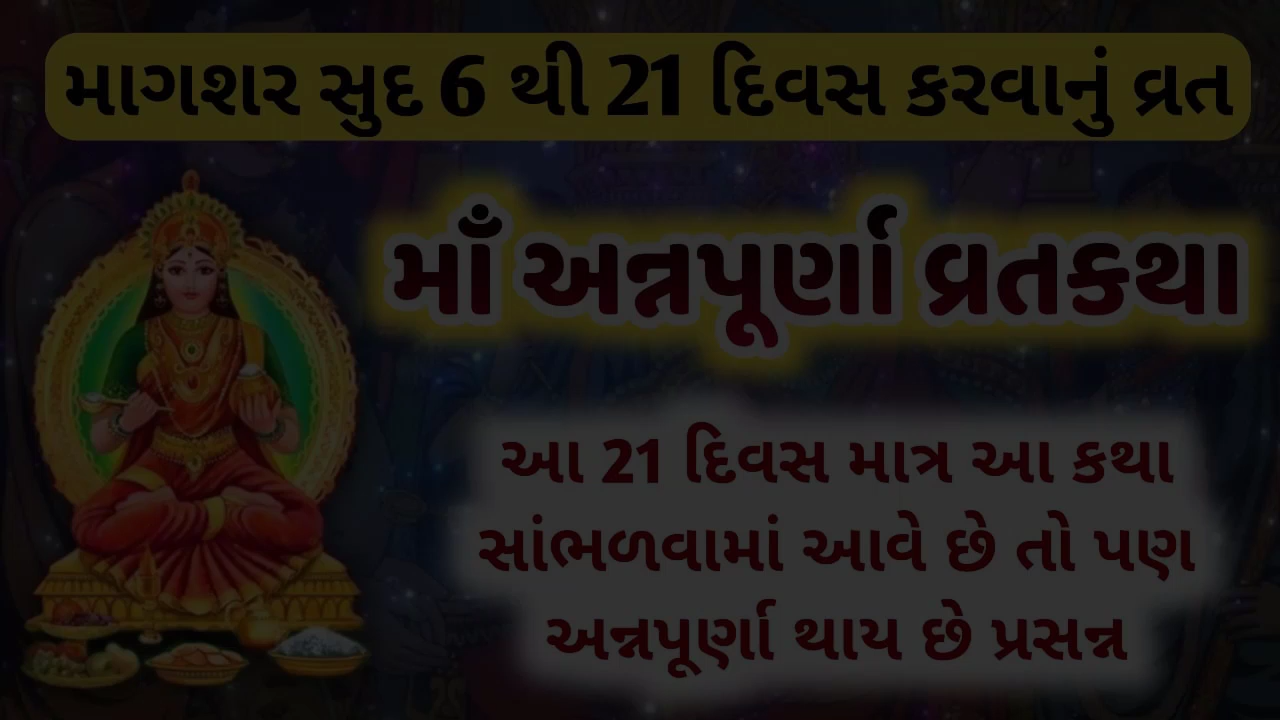 માગશર સુદ 6 થી 21 દિવસ કરવાનું વ્રત
માઁ અન્નપૂર્ણા વ્રતકથા
આ 21 દિવસ માત્ર આ કથા
સાંભળવામાં આવે છે તો પણ
અન્નપૂર્ણા થાય છે પ્રસન્ન